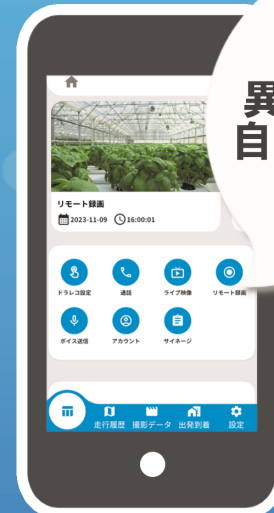 異
自
リモート録画
2023-11-09 16:00:01
ドラレコ設定 通話 ライブ映像 リモート録画
ボイス送信 アカウント サイネージ
走行履歴 撮影データ 出発到着 設定